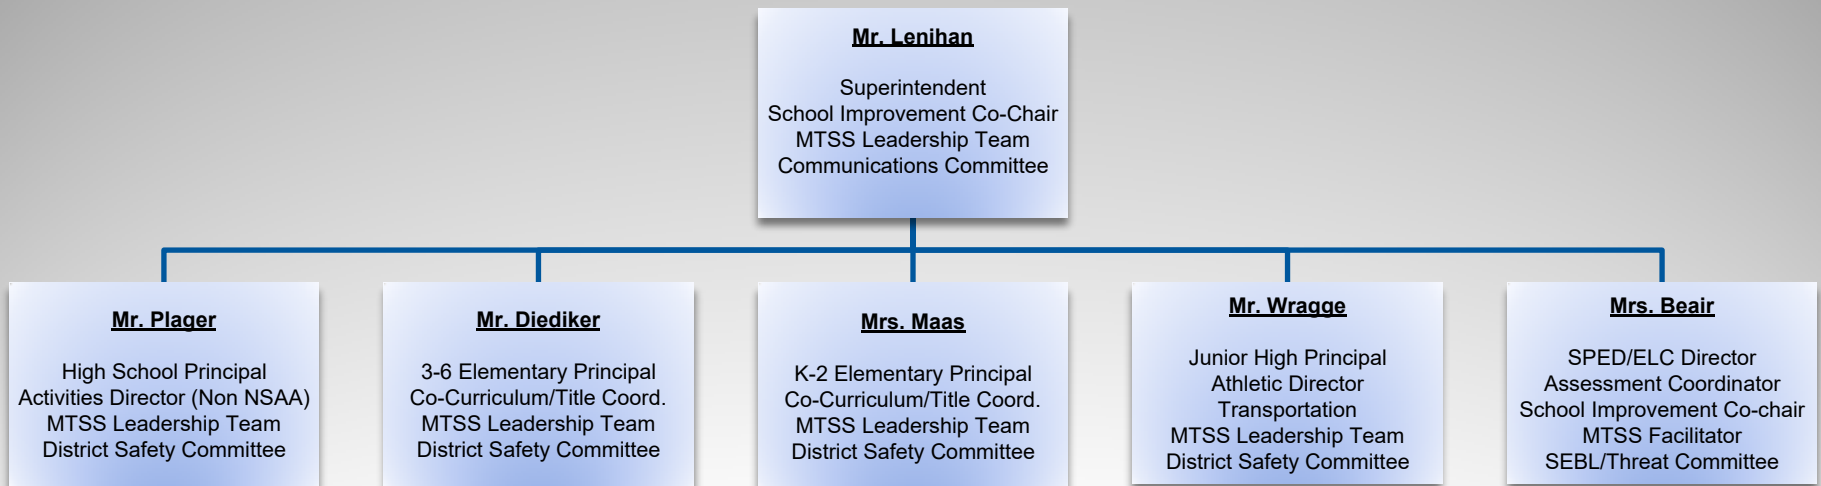 Mr. Lenihan
Superintendent
School Improvement Co-Chair
MTSS Leadership Team
Communications Committee
Mr. Plager
High School Principal
Activities Director (Non NSAA)
MTSS Leadership Team
District Safety Committee
Mr. Diediker
3-6 Elementary Principal
Co-Curriculum/Title Coord.
MTSS Leadership Team
District Safety Committee
Mrs. Maas
K-2 Elementary Principal
Co-Curriculum/Title Coord.
MTSS Leadership Team
District Safety Committee
Mr. Wragge
Junior High Principal
Athletic Director
Transportation
MTSS Leadership Team
District Safety Committee
Mrs. Beair
SPED/ELC Director
Assessment Coordinator
School Improvement Co-chair
MTSS Facilitator
SEBL/Threat Committee